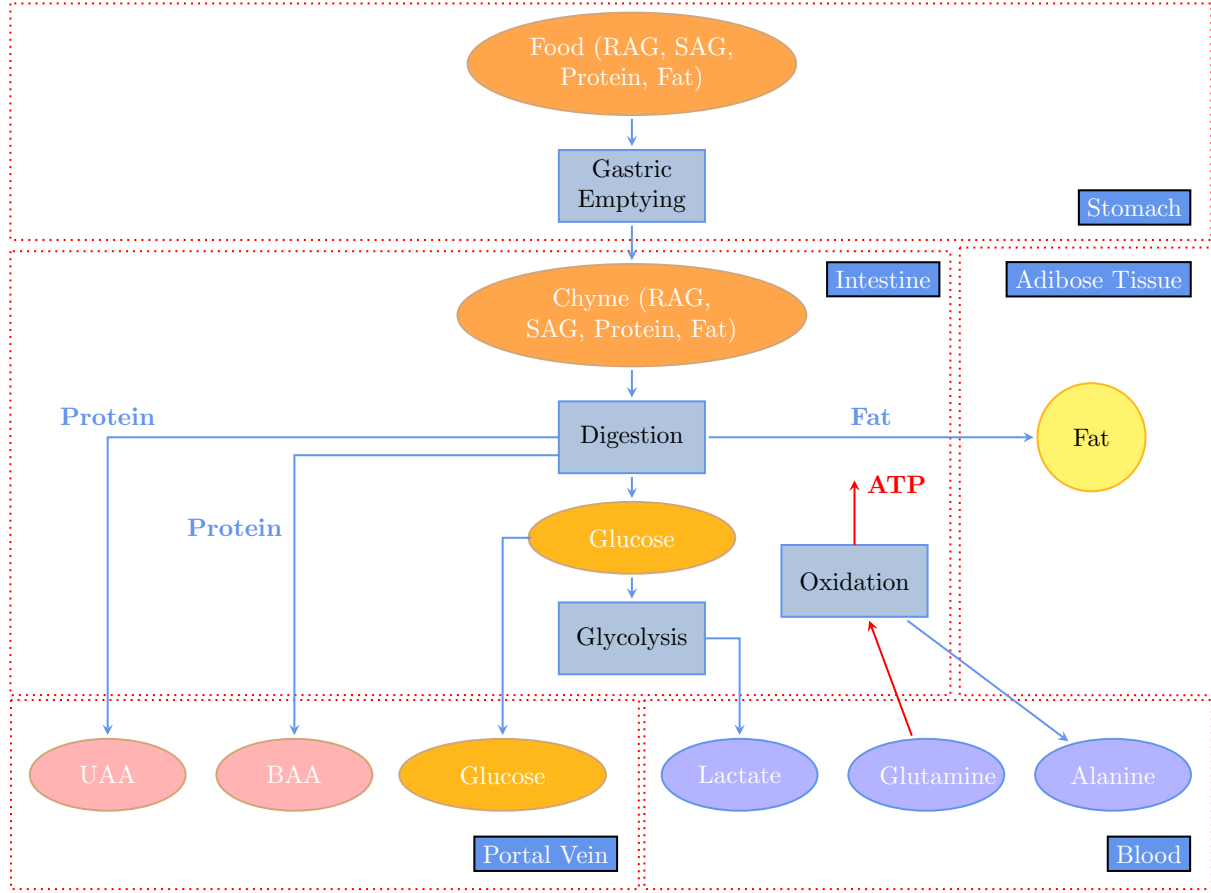 Food (RAG, SAG,
Protein, Fat)
Gastric
Emptying
Stomach
Intestine
Adibose Tissue
Chyme (RAG,
SAG, Protein, Fat)
Protein
Digestion
Fat
Fat
ATP
Protein
Glucose
Oxidation
Glycolysis
UAA
BAA
Glucose
Lactate
Glutamine
Alanine
Portal Vein
Blood